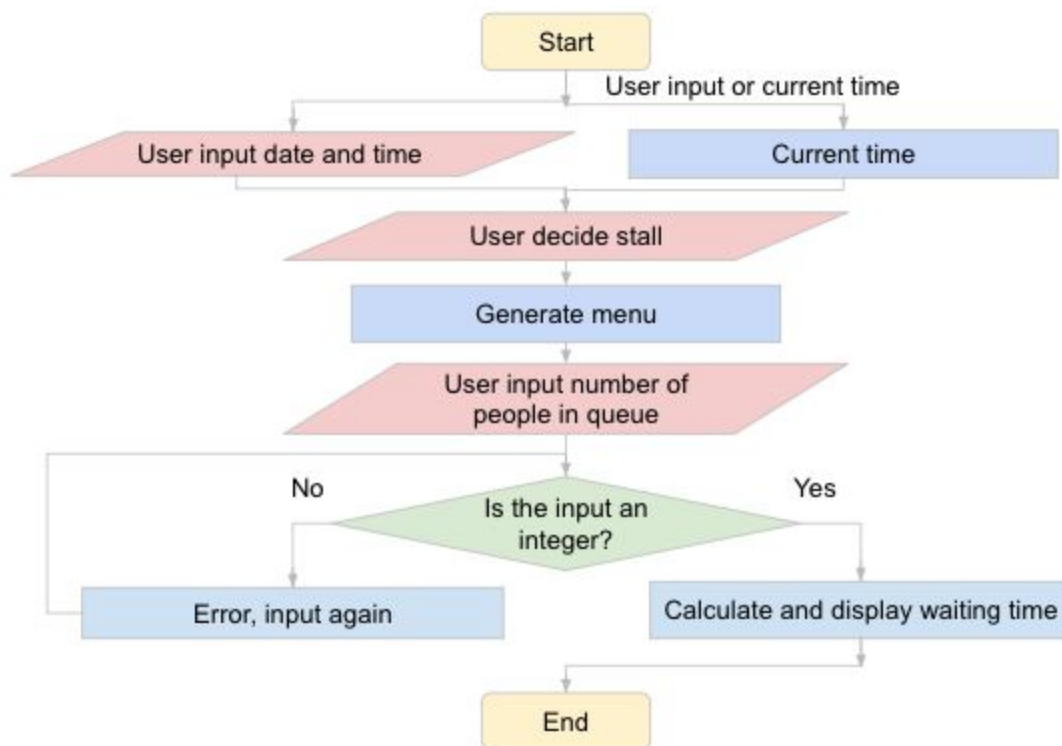 Start
User input or current time
User input date and time
Current time
User decide stall
Generate menu
User input number of
people in queue
No
Yes
Is the input an
integer?
Error, input again
Calculate and display waiting time
End